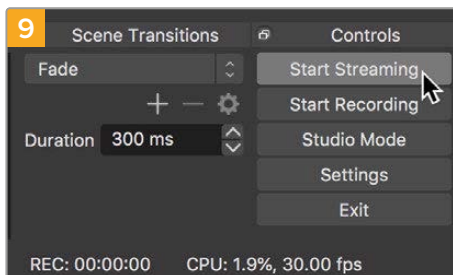 9
Scene Transitions
Controls
Fade
Start Streaming
Start Recording
Duration 300 ms
Studio Mode
Settings
Exit
REC: 00:00:00 CPU: 1.9%, 30.00 fps